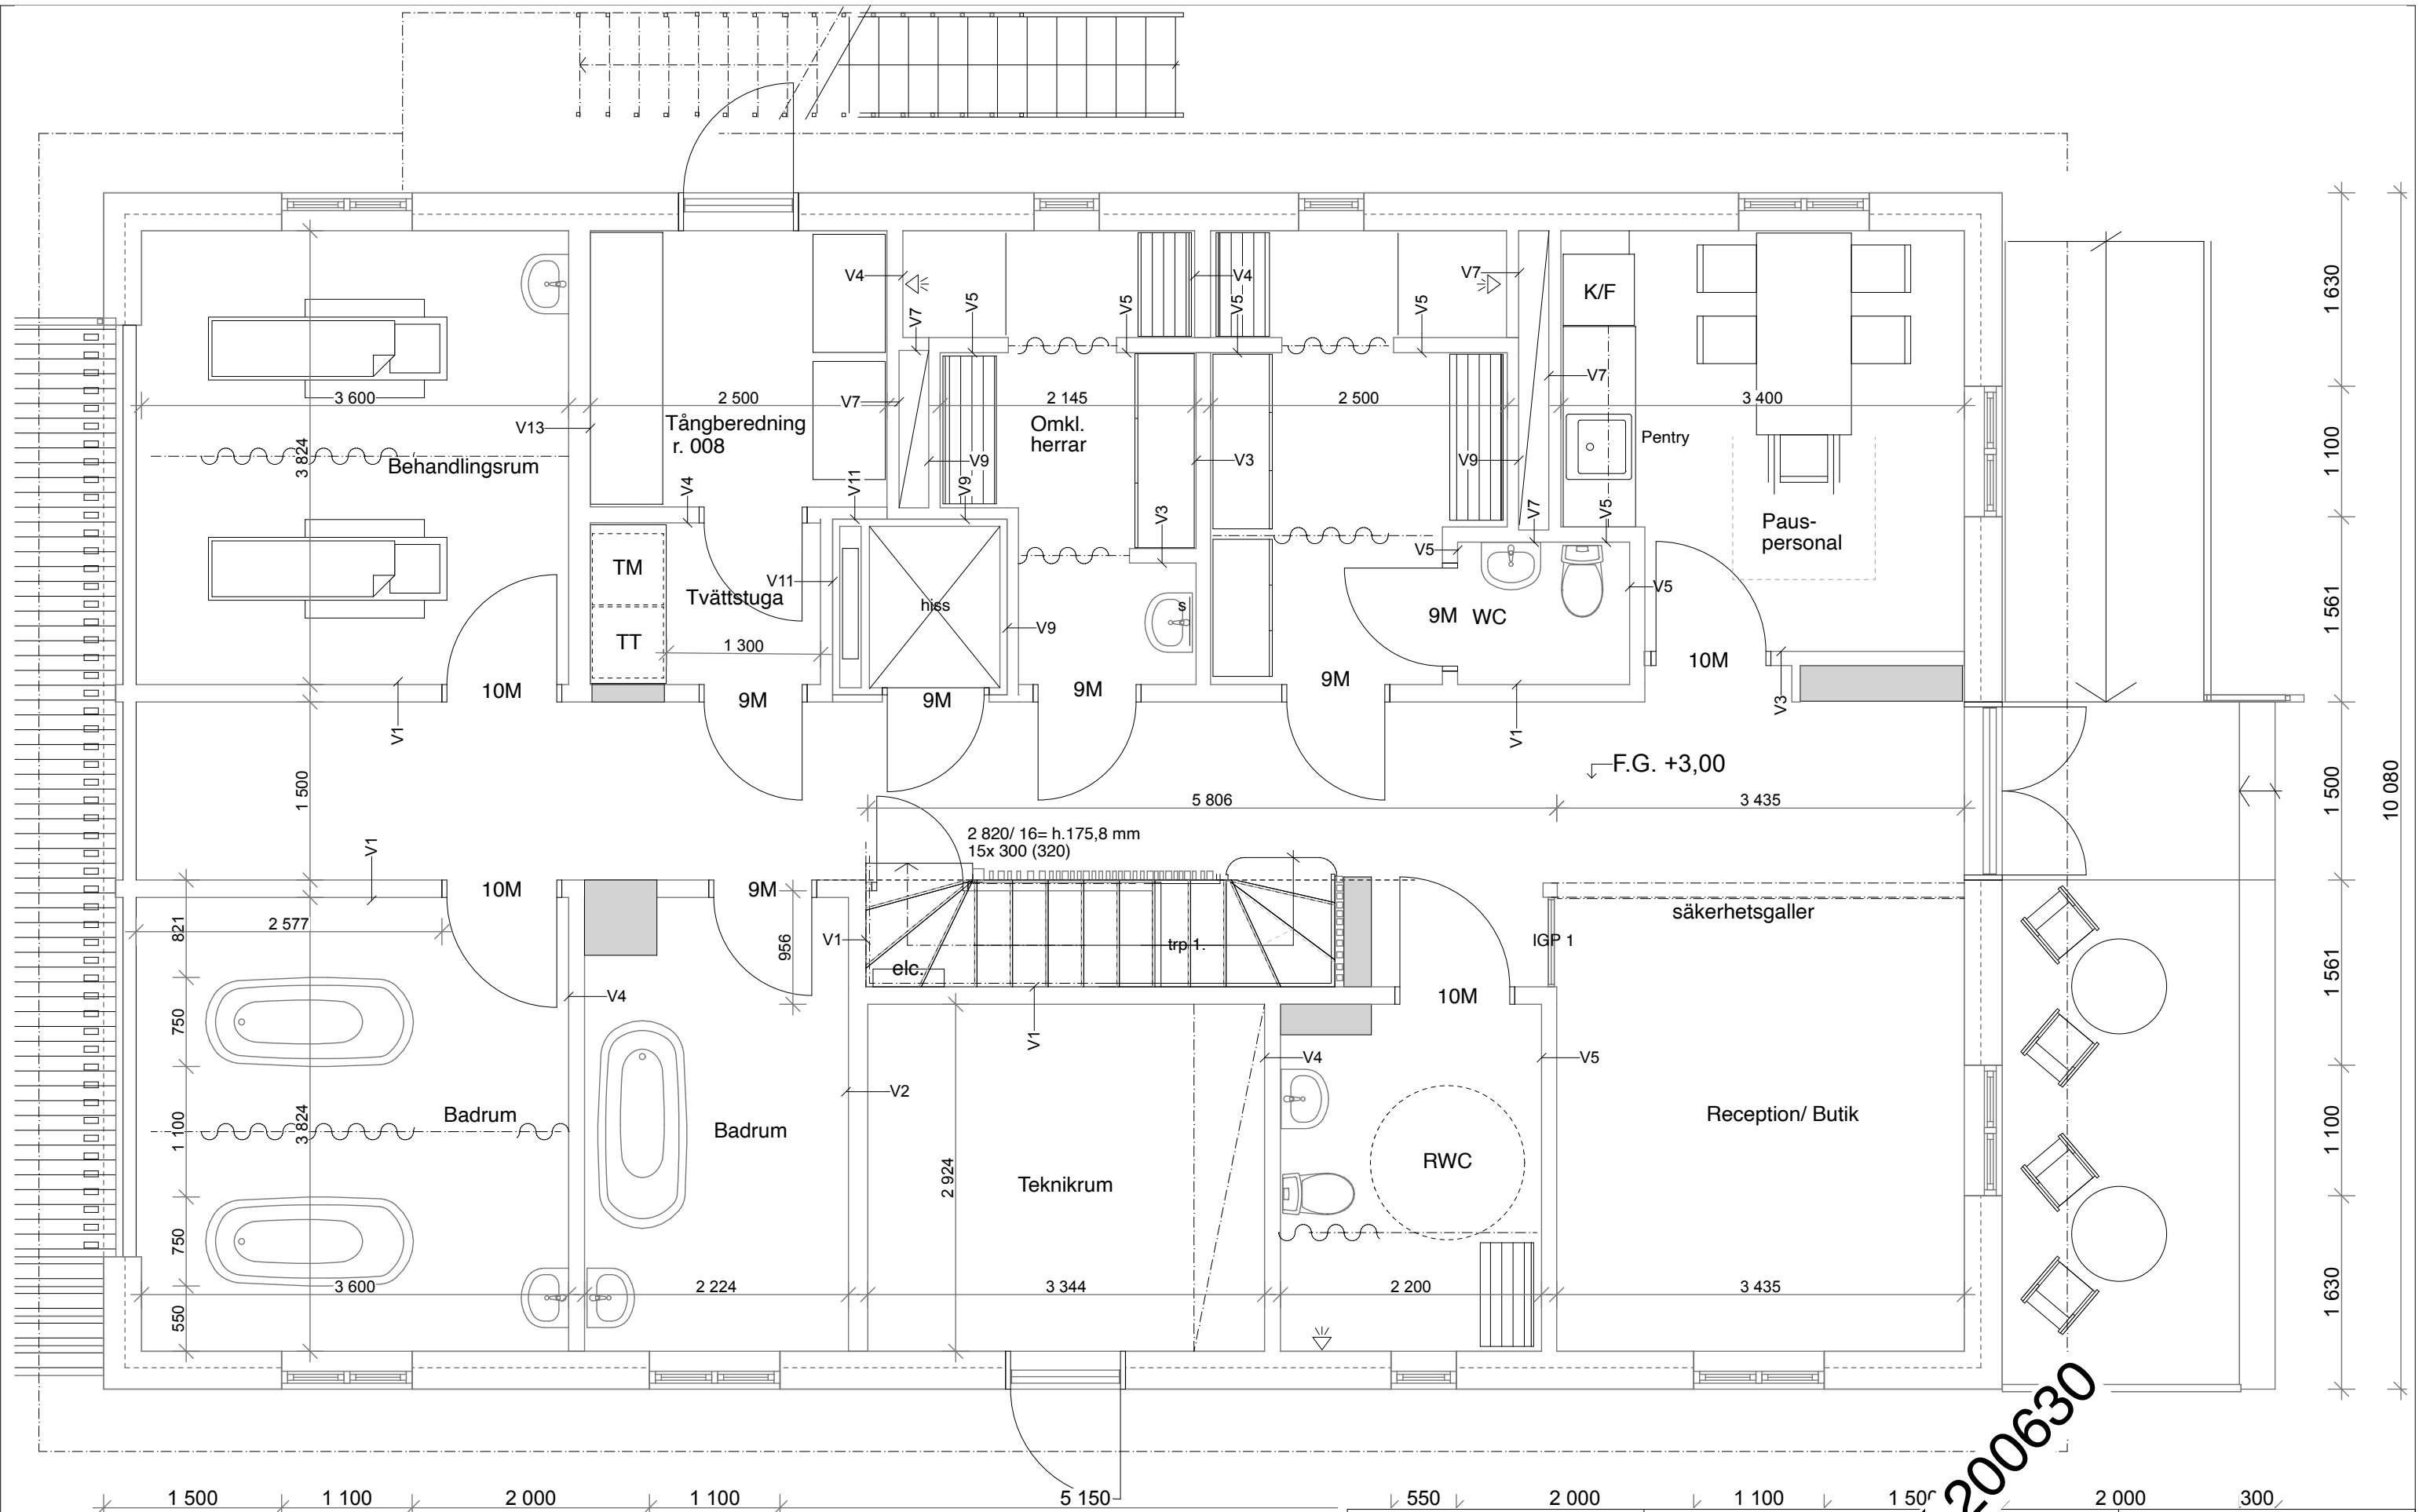 V4
V4
V7
V7
V5
V5
V5
V5
K/F
1 630
3 600
2 500
2 145
2 500
3 400
V7
V7
V13
Tångberedning
r. 008
Omkl.
herrar
Pentry
1 100
3 824
Behandlingsrum
V9
V3
V9
V4
V11
V9
V3
V7
V5
Paus-
personal
10 080
TM
V11
V5
V5
Tvättstuga
hiss
s
9M
WC
1 561
TT
1 300
V9
10M
10M
9M
9M
9M
9M
V3
V1
V1
F.G. +3,00
1 500
5 806
3 435
1 500
2 820/ 16= h.175,8 mm
15x 300 (320)
V1
10M
9M
säkerhetsgaller
821
2 577
956
V1
trp 1.
IGP 1
elc.
1 561
V4
10M
750
V1
V4
V5
V2
1 100
3 824
Badrum
Badrum
Reception/ Butik
1 100
RWC
2 924
Teknikrum
750
3 600
2 224
3 344
2 200
3 435
1 630
550
200630
1 500
1 100
2 000
1 100
5 150
550
2 000
1 100
2 000
300